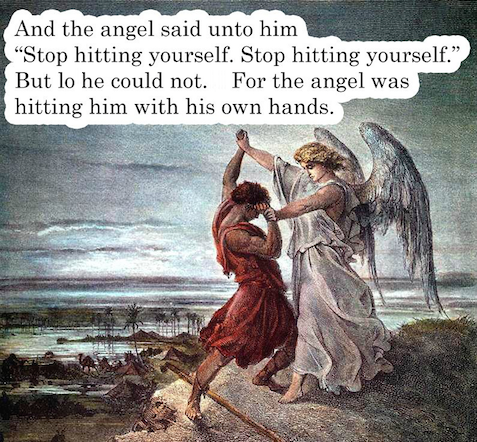 And the angel said unto him
“Stop hitting yourself. Stop hitting yourself.”
But lo he could not. For the angel was
hitting him with his own hands.